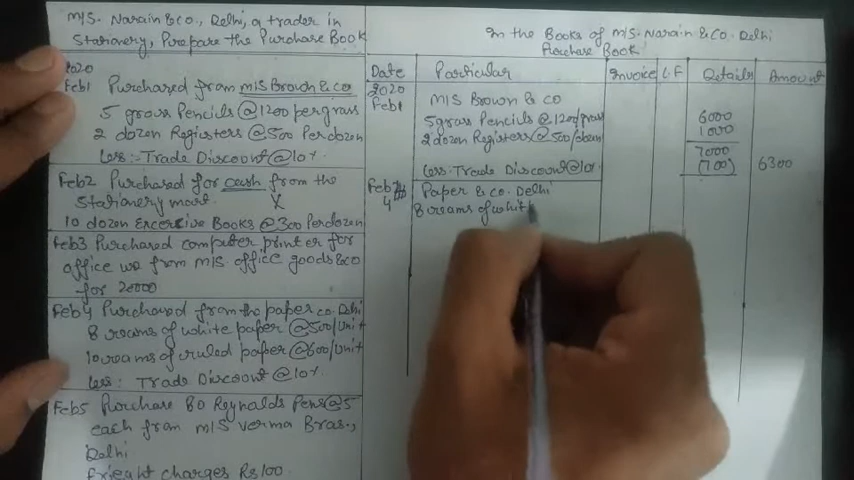 M/S. Narain & co., Delhi, a trader in
Stationery, Prepare the Purchase Book
2020
Feb1 Purchased from M/S Brown & co
5 gross Pencils @ 1200 per gross
2 dozen Registers @ 500 Per dozen
Less:- Trade Discount @ 10%
Feb2 Purchased for cash from the
Stationery mart. X
10 dozen Excercise Books @ 300 Per dozen
Feb3 Purchased computer printer for
office use from M/S. office goods & co
for 20000
Feb4 Purchased from the paper co. Delhi
8 reams of white paper @ 500/Unit
10 reams of ruled paper @ 600/Unit
Less: Trade Discount @ 10%
Feb5 Purchase 80 Reynalds Pens @ 5
each from M/S verma Bros.,
Delhi
frieght charges Rs 100
In the Books of M/S. Narain & Co. Delhi
Purchase Book
Date Particular Invoice L.F Details Amount
2020
Feb1 M/S Brown & CO
5 gross Pencils @ 1200/gross 6000
2 dozen Registers @ 500/dozen 1000
7000
Less: Trade Discount @ 10% (700) 6300
Feb
4 Paper & co. Delhi
8 reams of whit